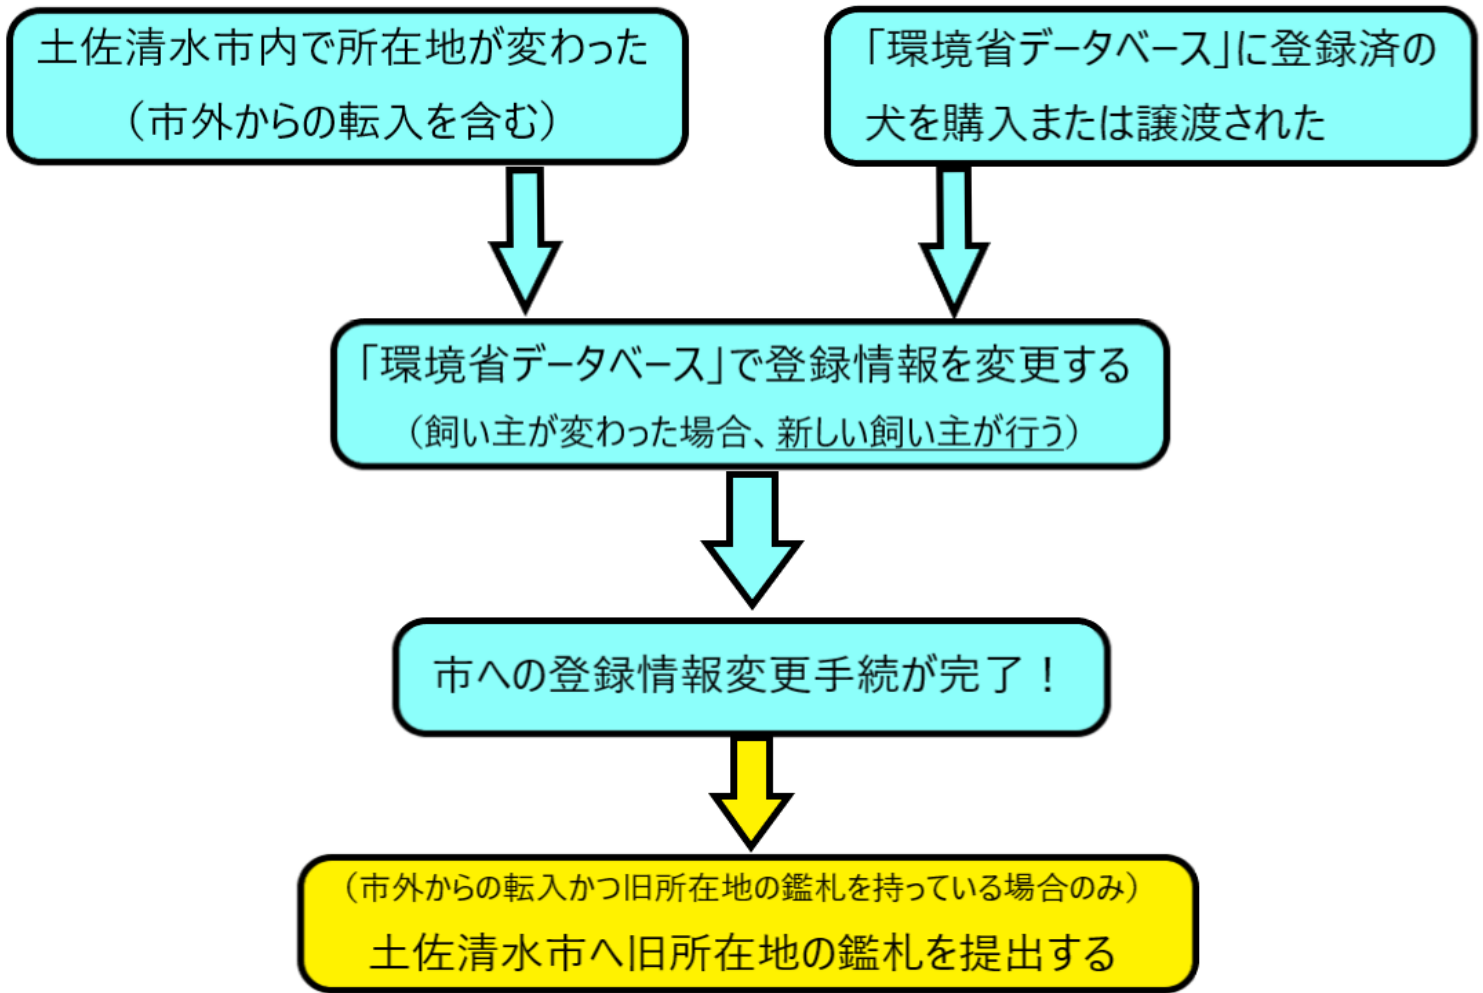 土佐清水市内で所在地が変わった
（市外からの転入を含む）
「環境省データベース」に登録済の
犬を購入または譲渡された
「環境省データベース」で登録情報を変更する
（飼い主が変わった場合、新しい飼い主が行う）
市への登録情報変更手続が完了！
（市外からの転入かつ旧所在地の鑑札を持っている場合のみ）
土佐清水市へ旧所在地の鑑札を提出する